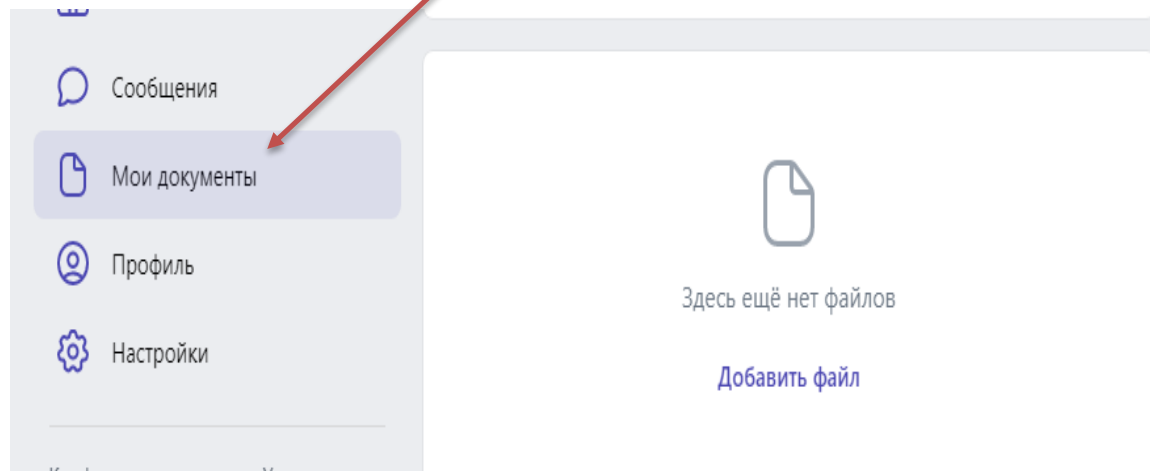 Сообщения
Мои документы
Профиль
Настройки
Здесь ещё нет файлов
Добавить файл